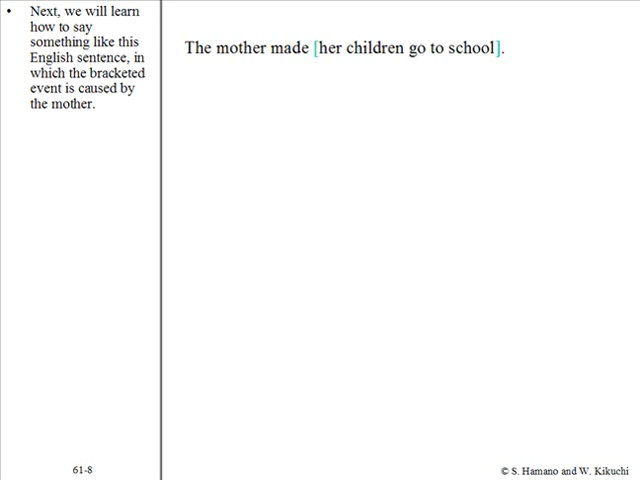 • Next, we will learn
how to say
something like this
English sentence, in
which the bracketed
event is caused by
the mother.
The mother made [her children go to school].
61-8
© S. Hamano and W. Kikuchi